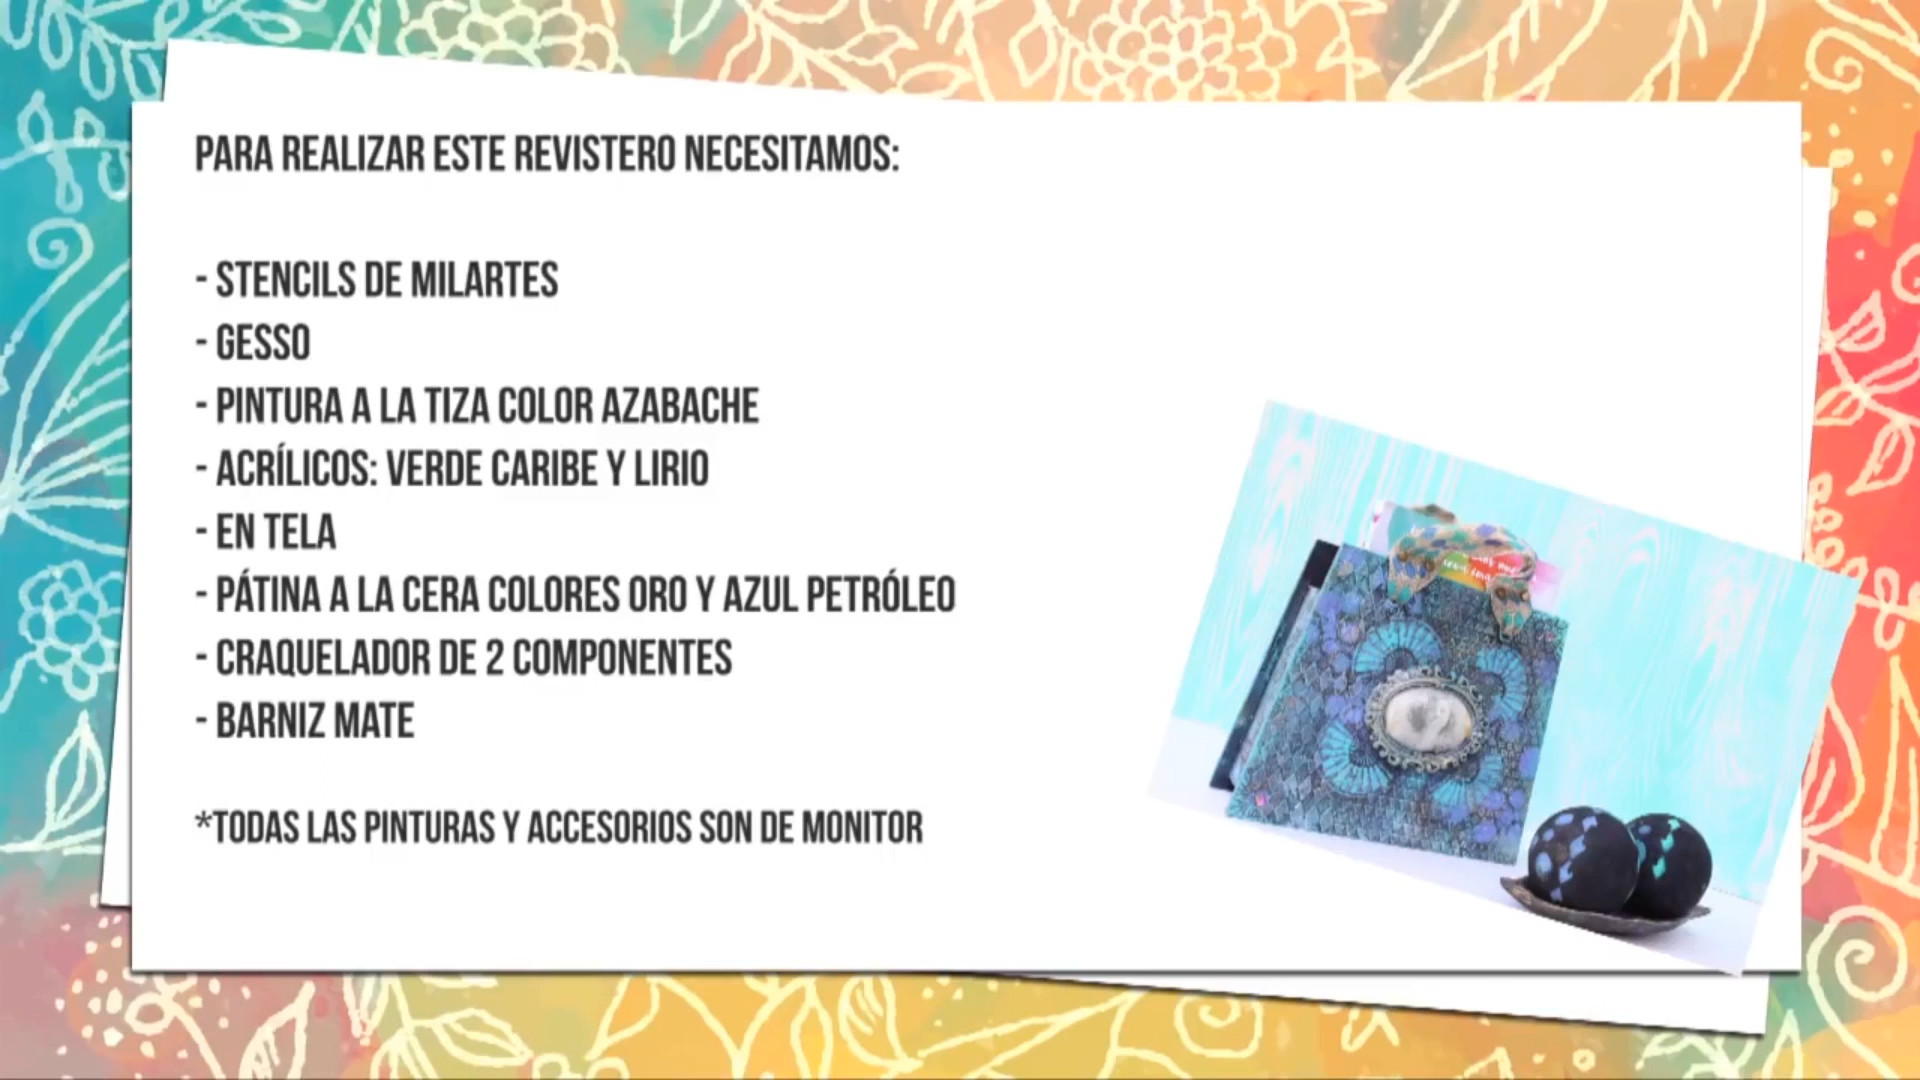 PARA REALIZAR ESTE REVISTERO NECESITAMOS:
- STENCILS DE MILARTES
- GESSO
- PINTURA A LA TIZA COLOR AZABACHE
- ACRÍLICOS: VERDE CARIBE Y LIRIO
- EN TELA
- PÁTINA A LA CERA COLORES ORO Y AZUL PETRÓLEO
- CRAQUELADOR DE 2 COMPONENTES
- BARNIZ MATE
*TODAS LAS PINTURAS Y ACCESORIOS SON DE MONITOR